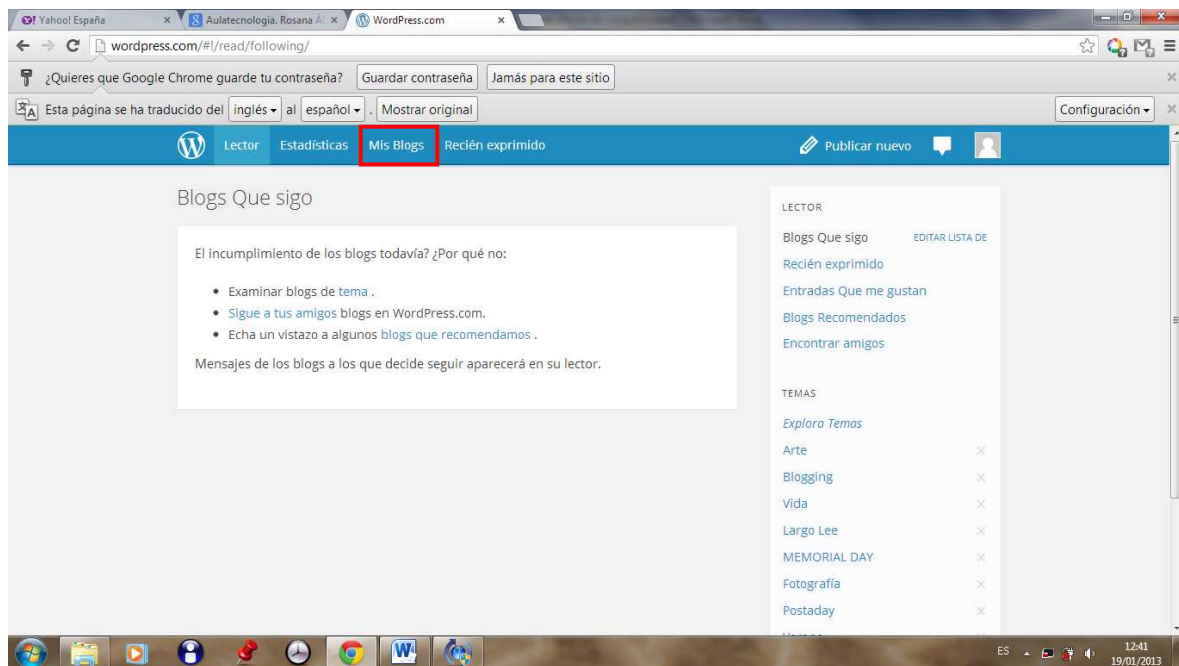 Yahoo! España
Aulatecnologia. Rosana Á
WordPress.com
wordpress.com/#!/read/following/
¿Quieres que Google Chrome guarde tu contraseña? Guardar contraseña Jamás para este sitio
Esta página se ha traducido del inglés al español . Mostrar original Configuración
Lector Estadísticas Mis Blogs Recién exprimido Publicar nuevo
Blogs Que sigo
El incumplimiento de los blogs todavía? ¿Por qué no:
Examinar blogs de tema .
Sigue a tus amigos blogs en WordPress.com.
Echa un vistazo a algunos blogs que recomendamos .
Mensajes de los blogs a los que decide seguir aparecerá en su lector.
LECTOR
Blogs Que sigo EDITAR LISTA DE
Recién exprimido
Entradas Que me gustan
Blogs Recomendados
Encontrar amigos
TEMAS
Explora Temas
Arte
Blogging
Vida
Largo Lee
MEMORIAL DAY
Fotografía
Postaday
ES
12:41
19/01/2013